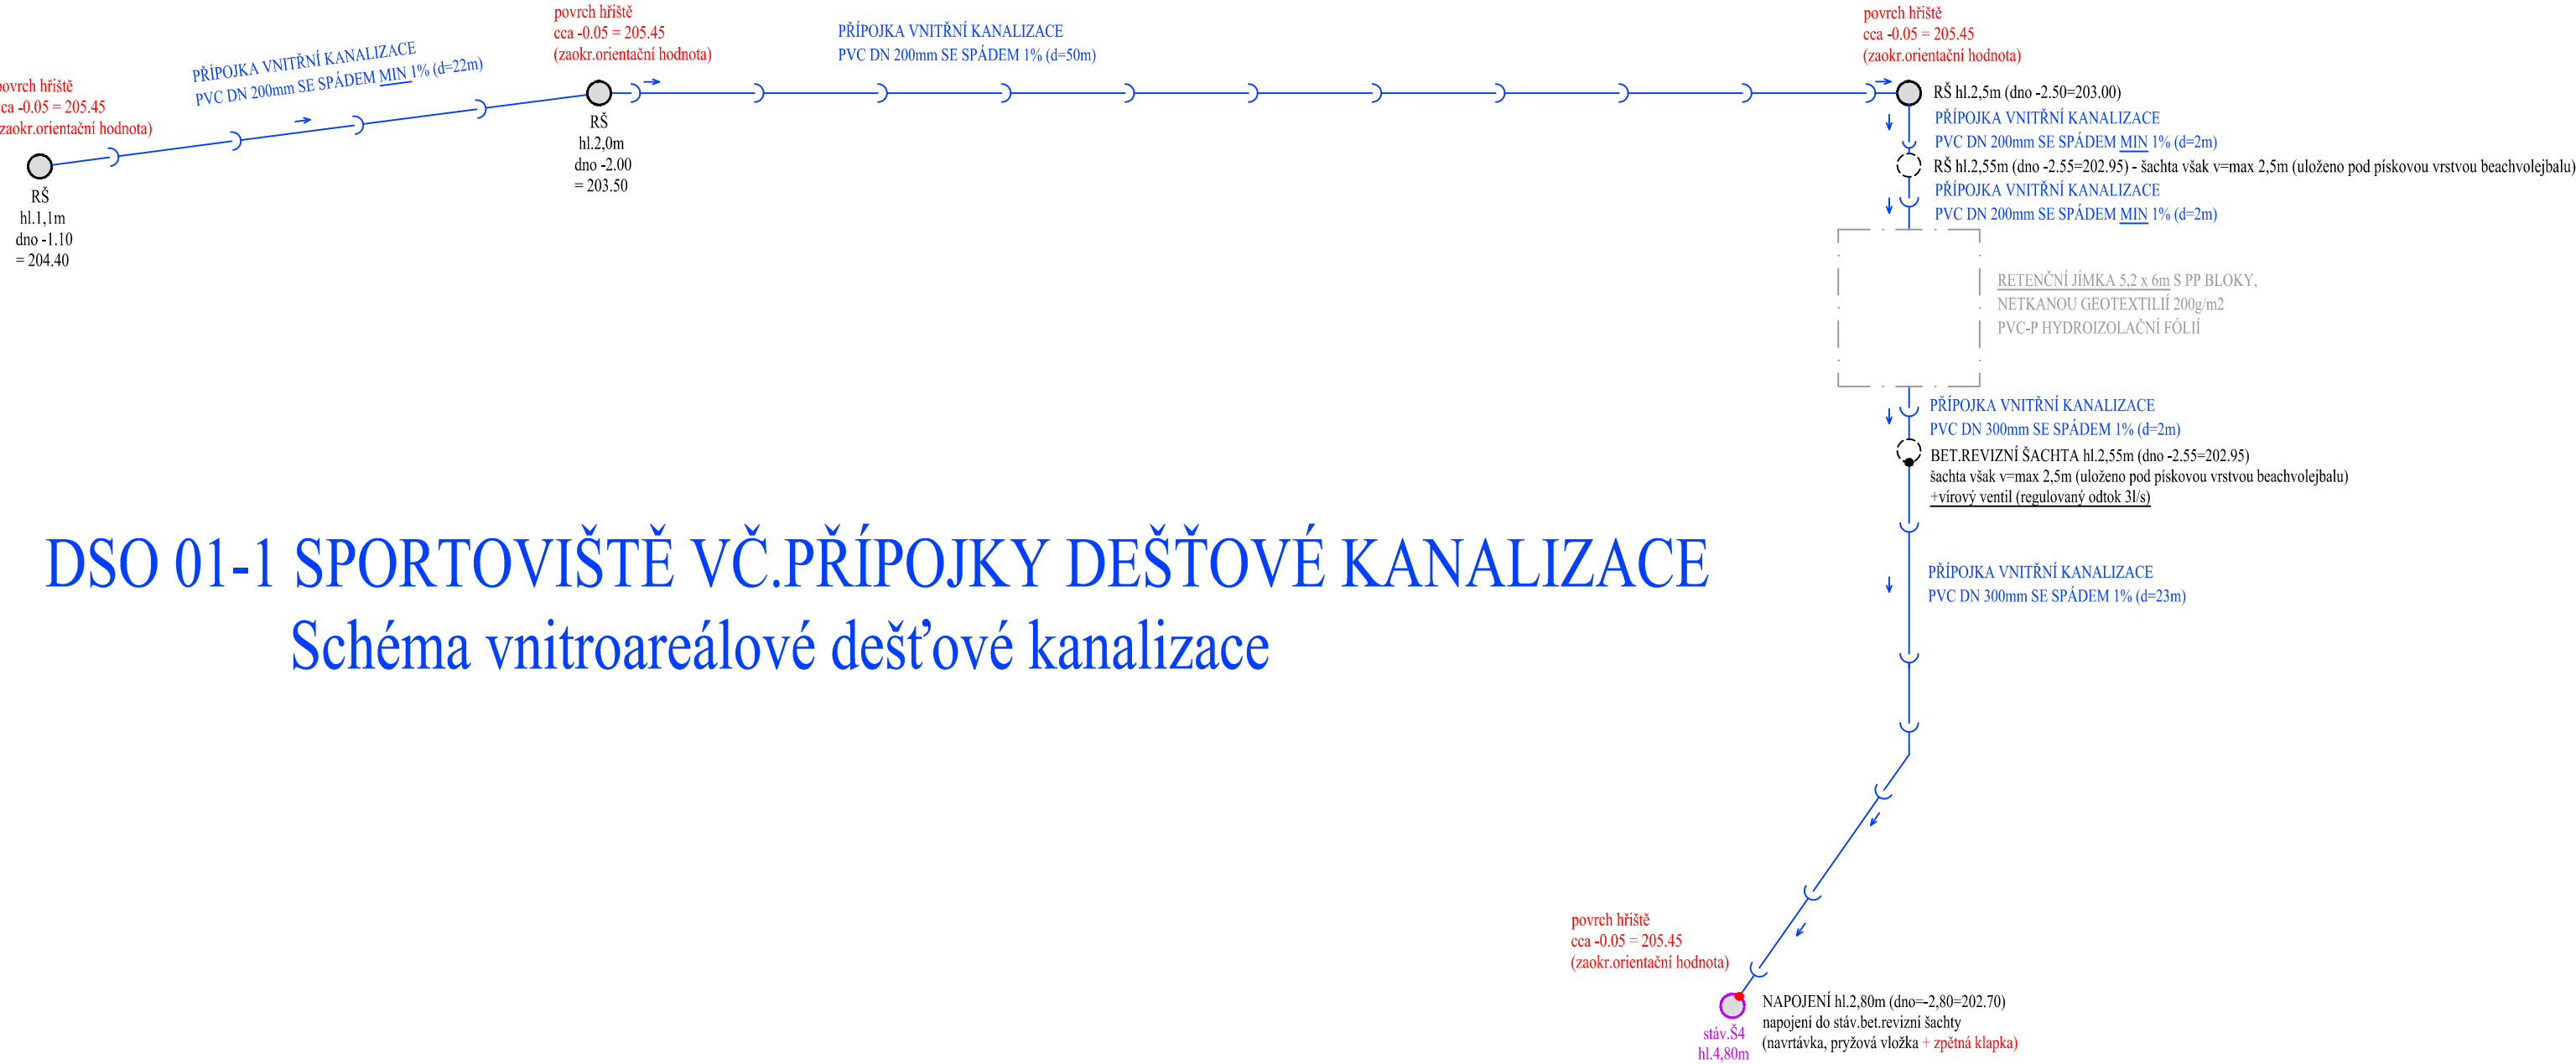 povrch hřiště
cca -0.05 = 205.45
(zaokr.orientační hodnota)
RŠ
hl.1,1m
dno -1.10
= 204.40
PŘÍPOJKA VNITŘNÍ KANALIZACE
PVC DN 200mm SE SPÁDEM MIN 1% (d=22m)
povrch hřiště
cca -0.05 = 205.45
(zaokr.orientační hodnota)
RŠ
hl.2,0m
dno -2.00
= 203.50
PŘÍPOJKA VNITŘNÍ KANALIZACE
PVC DN 200mm SE SPÁDEM 1% (d=50m)
povrch hřiště
cca -0.05 = 205.45
(zaokr.orientační hodnota)
RŠ hl.2,5m (dno -2.50=203.00)
PŘÍPOJKA VNITŘNÍ KANALIZACE
PVC DN 200mm SE SPÁDEM MIN 1% (d=2m)
RŠ hl.2,55m (dno -2.55=202.95) - šachta však v=max 2,5m (uloženo pod pískovou vrstvou beachvolejbalu)
PŘÍPOJKA VNITŘNÍ KANALIZACE
PVC DN 200mm SE SPÁDEM MIN 1% (d=2m)
RETENČNÍ JÍMKA 5,2 x 6m S PP BLOKY,
NETKANOU GEOTEXTILIÍ 200g/m2
PVC-P HYDROIZOLAČNÍ FÓLIÍ
PŘÍPOJKA VNITŘNÍ KANALIZACE
PVC DN 300mm SE SPÁDEM 1% (d=2m)
BET.REVIZNÍ ŠACHTA hl.2,55m (dno -2.55=202.95)
šachta však v=max 2,5m (uloženo pod pískovou vrstvou beachvolejbalu)
+vírový ventil (regulovaný odtok 3l/s)
DSO 01-1 SPORTOVIŠTĚ VČ.PŘÍPOJKY DEŠŤOVÉ KANALIZACE
Schéma vnitroareálové dešťové kanalizace
PŘÍPOJKA VNITŘNÍ KANALIZACE
PVC DN 300mm SE SPÁDEM 1% (d=23m)
povrch hřiště
cca -0.05 = 205.45
(zaokr.orientační hodnota)
stáv.Š4
hl.4,80m
NAPOJENÍ hl.2,80m (dno=-2,80=202.70)
napojení do stáv.bet.revizní šachty
(navrtávka, pryžová vložka + zpětná klapka)